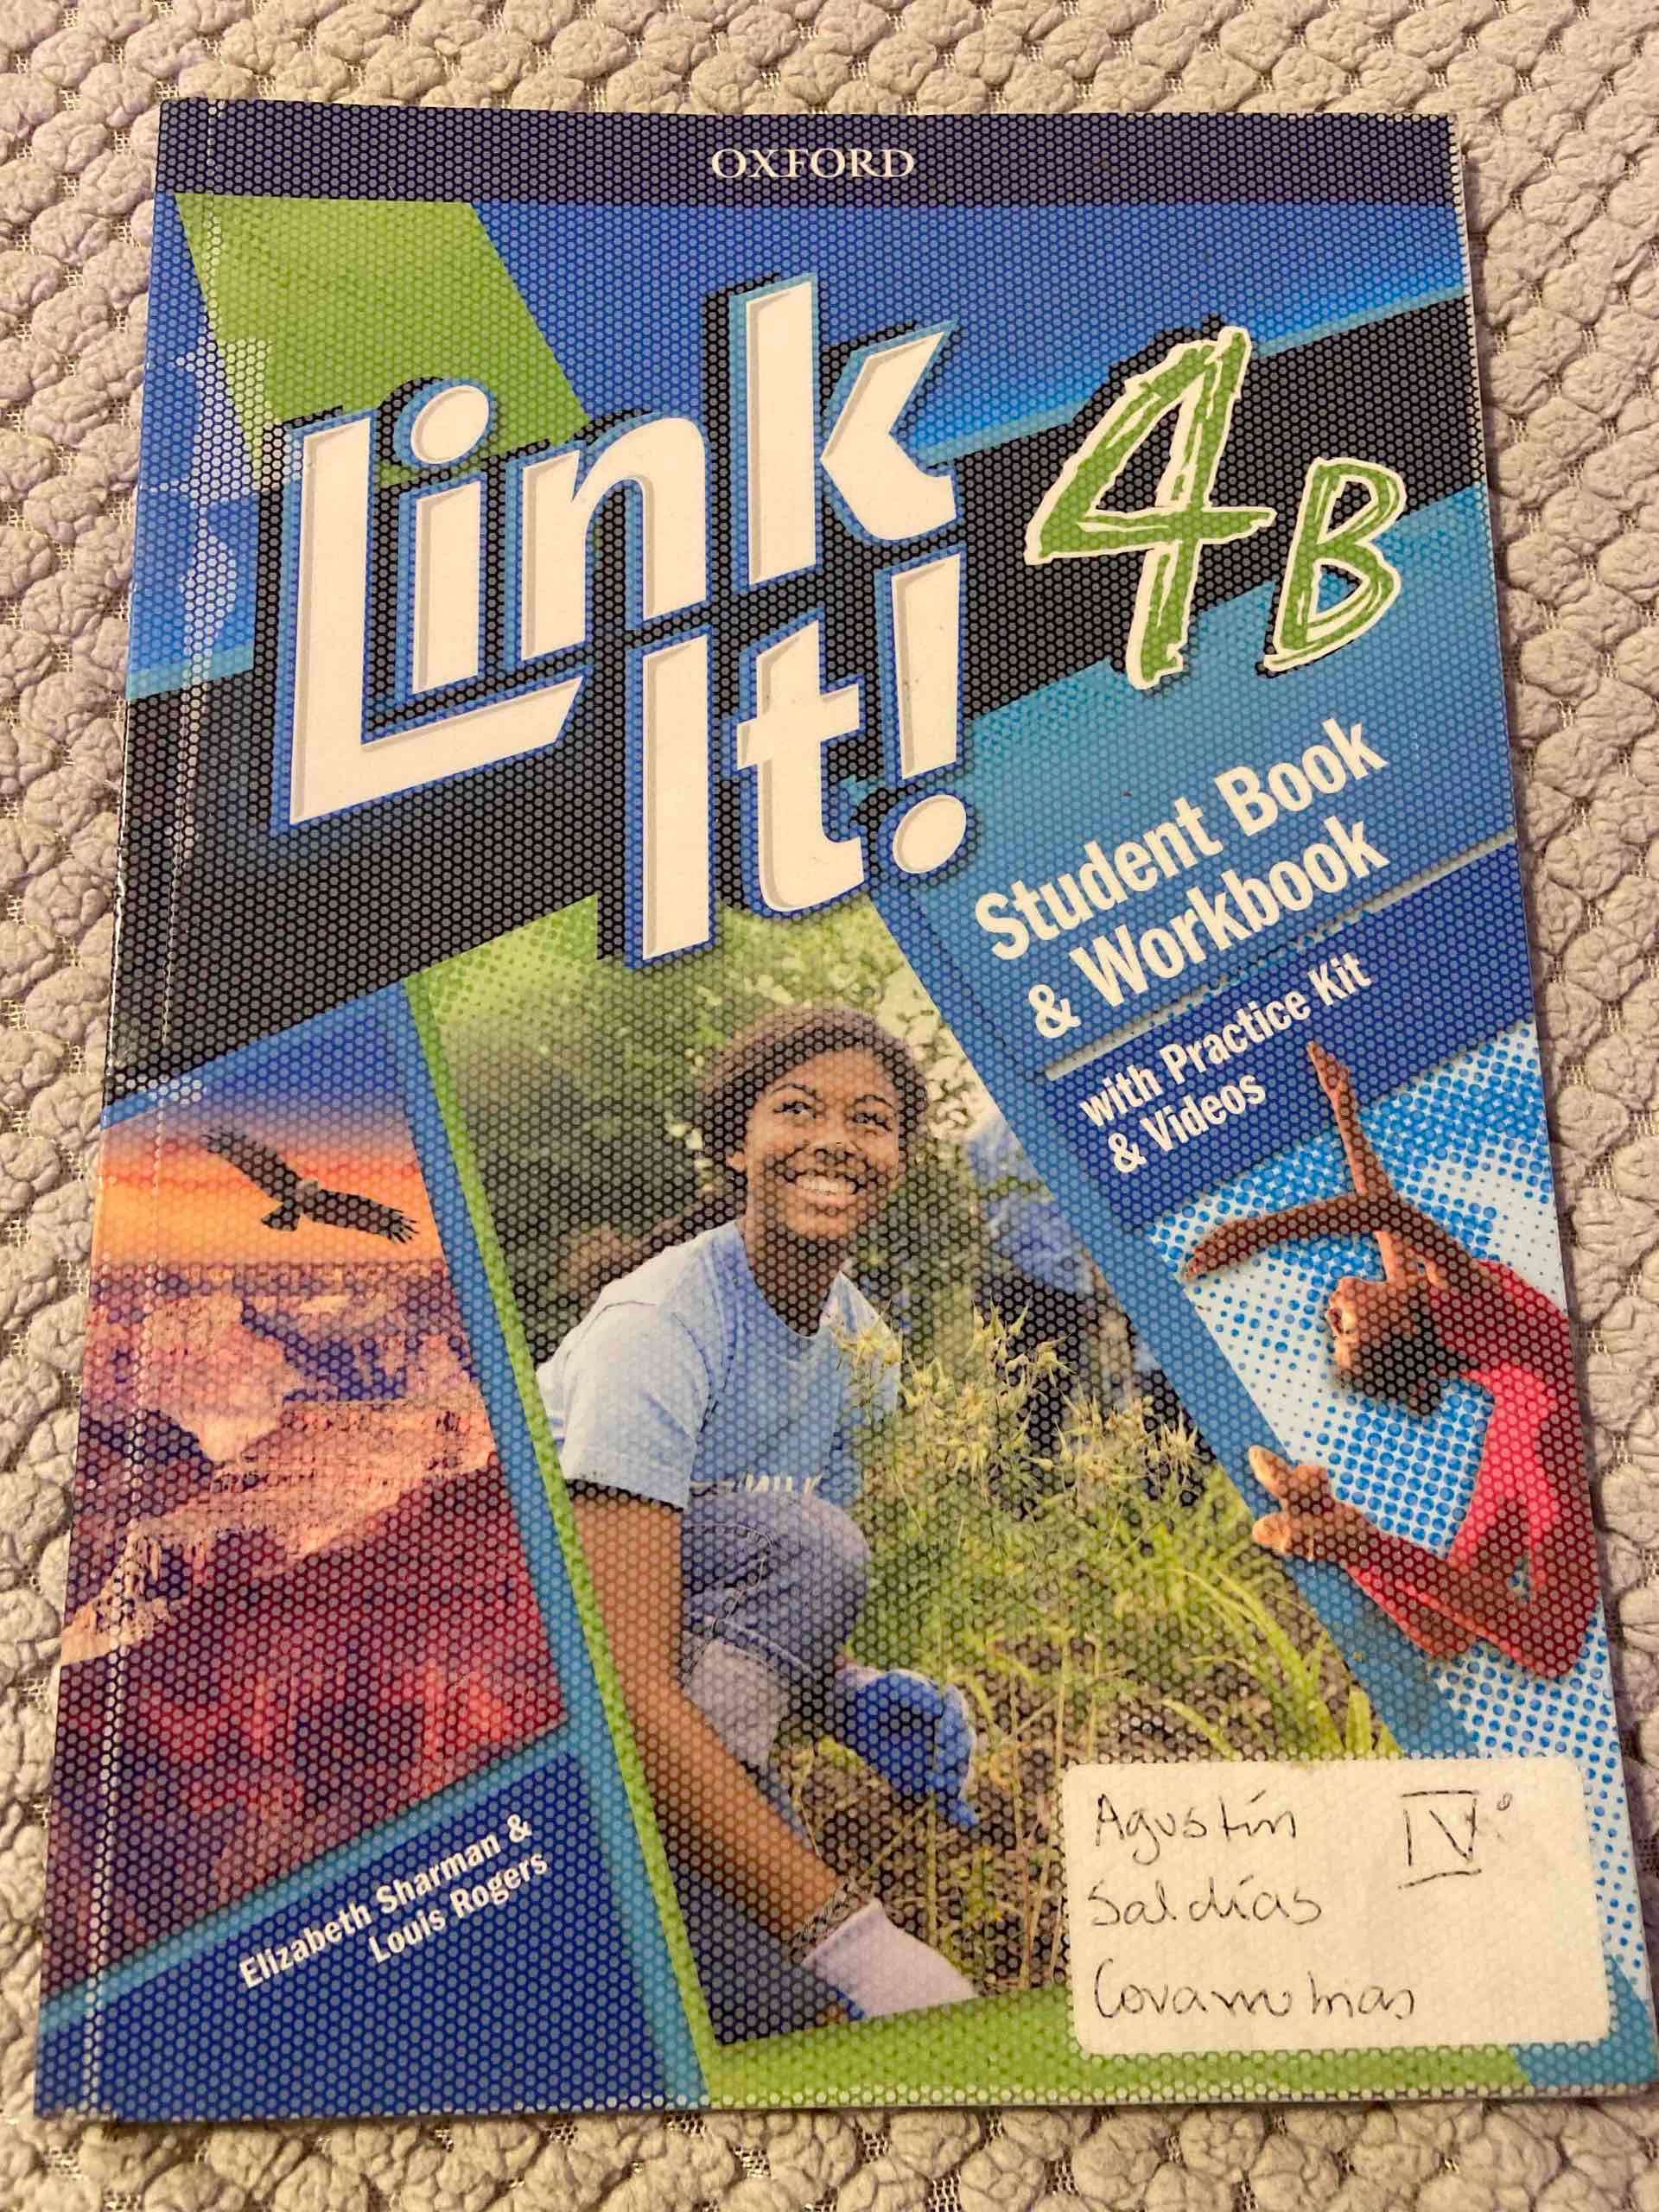 OXFORD
Link
It!
4B
Student Book
& Workbook
with Practice Kit
& Videos
Elizabeth Sharman &
Louis Rogers
Agustín IV°
Saldías
Covarrubias